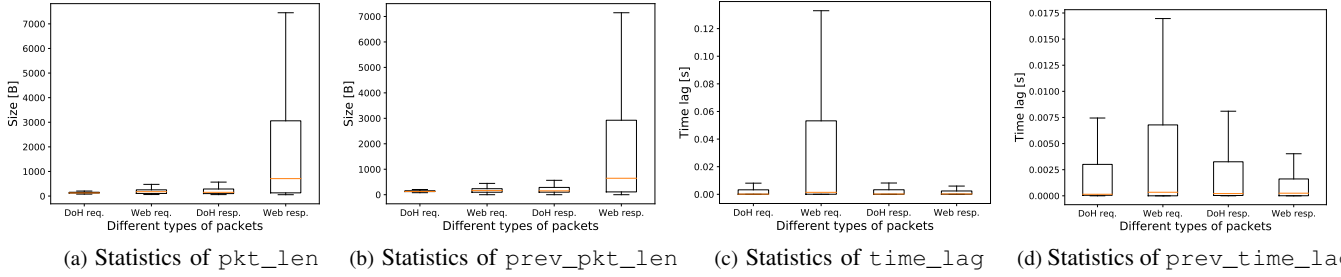 7000
6000
5000
4000
3000
2000
1000
0
Size [B]
DoH req. Web req. DoH resp. Web resp.
Different types of packets
(a) Statistics of pkt_len
7000
6000
5000
4000
3000
2000
1000
0
Size [B]
DoH req. Web req. DoH resp. Web resp.
Different types of packets
(b) Statistics of prev_pkt_len
0.12
0.10
0.08
0.06
0.04
0.02
0.00
Time lag [s]
DoH req. Web req. DoH resp. Web resp.
Different types of packets
(c) Statistics of time_lag
0.0175
0.0150
0.0125
0.0100
0.0075
0.0050
0.0025
0.0000
Time lag [s]
DoH req. Web req. DoH resp. Web resp.
Different types of packets
(d) Statistics of prev_time_la